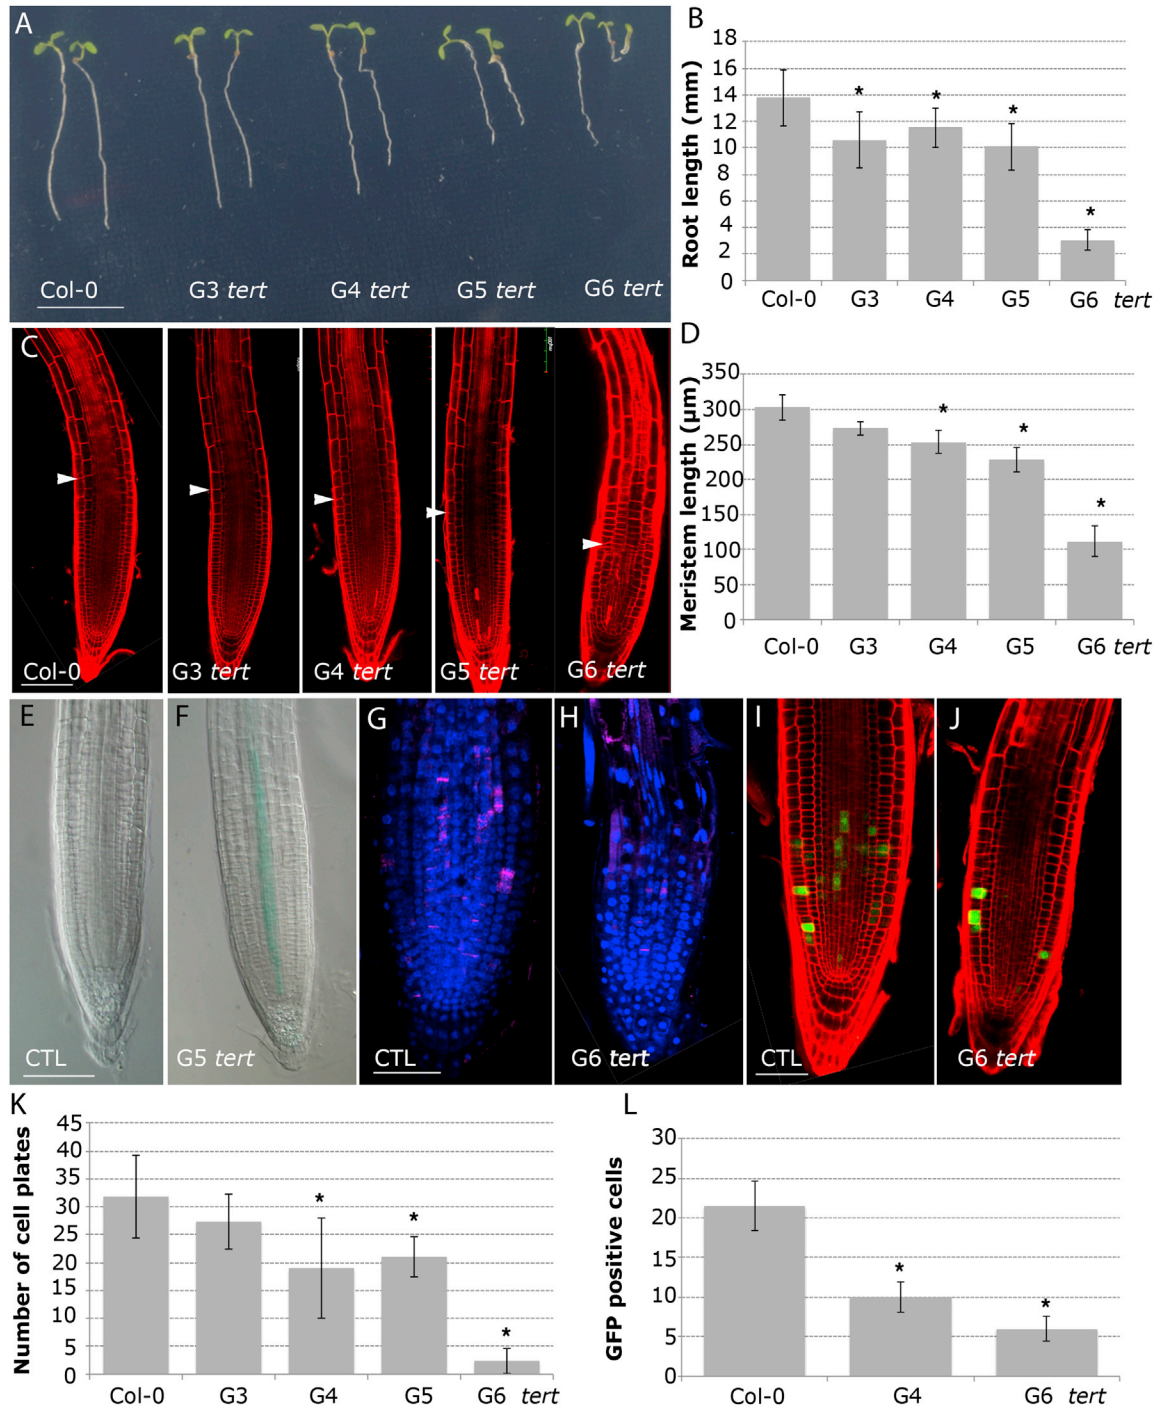 A
Col-0
G3 tert
G4 tert
G5 tert
G6 tert
B
Root length (mm)
18
16
14
12
10
8
6
4
2
0
*
*
*
*
Col-0
G3
G4
G5
G6 tert
C
Col-0
G3 tert
G4 tert
G5 tert
G6 tert
D
Meristem length (µm)
350
300
250
200
150
100
50
0
*
*
*
Col-0
G3
G4
G5
G6 tert
E
CTL
F
G5 tert
G
CTL
H
G6 tert
I
CTL
J
G6 tert
K
Number of cell plates
45
40
35
30
25
20
15
10
5
0
*
*
*
Col-0
G3
G4
G5
G6 tert
L
GFP positive cells
30
25
20
15
10
5
0
*
*
Col-0
G4
G6 tert